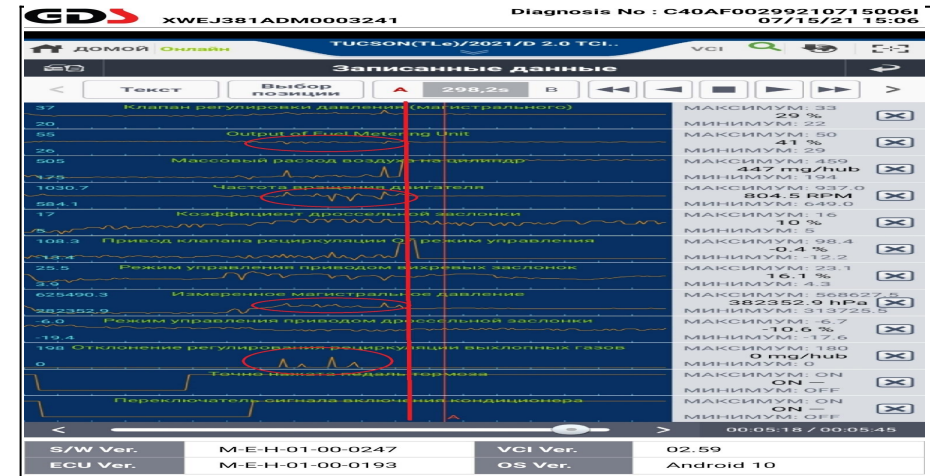 GDS
XWEJ381ADM0003241
Diagnosis No : C40AF00299210715006I
07/15/21 15:06
ДОМОЙ Онлайн
TUCSON(TLe)/2021/D 2.0 TCI..
VCI
Записанные данные
< Текст Выбор позиции A 298,2s B >
37 Клапан регулировки давления (магистрального) МАКСИМУМ: 33
29 %
20 МИНИМУМ: 22
55 Output of Fuel Metering Unit МАКСИМУМ: 50
41 %
26 МИНИМУМ: 29
505 Массовый расход воздуха на цилиндр МАКСИМУМ: 459
447 mg/hub
175 МИНИМУМ: 194
1030.7 Частота вращения двигателя МАКСИМУМ: 937.0
804.5 RPM
584.1 МИНИМУМ: 649.0
17 Коэффициент дроссельной заслонки МАКСИМУМ: 16
10 %
5 МИНИМУМ: 5
108.3 Привод клапана рециркуляции ОГ режим управления МАКСИМУМ: 98.4
-0.4 %
МИНИМУМ: -12.2
25.5 Режим управления приводом вихревых заслонок МАКСИМУМ: 23.1
16.1 %
3.9 МИНИМУМ: 4.3
625490.3 Измеренное магистральное давление МАКСИМУМ: 568627.5
382352.9 hPa
282352.9 МИНИМУМ: 313725.5
-6.0 Режим управления приводом дроссельной заслонки МАКСИМУМ: -6.7
-10.6 %
-19.4 МИНИМУМ: -17.6
198 Отклонение регулирования рециркуляции выхлопных газов МАКСИМУМ: 180
0 mg/hub
0 МИНИМУМ: 0
Точно нажата педаль тормоза МАКСИМУМ: ON
ON —
МИНИМУМ: OFF
Переключатель сигнала включения кондиционера МАКСИМУМ: ON
ON —
A МИНИМУМ: OFF
< > 00:05:18 / 00:05:45
S/W Ver. M-E-H-01-00-0247 VCI Ver. 02.59
ECU Ver. M-E-H-01-00-0193 OS Ver. Android 10